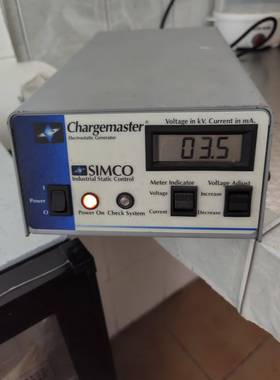 Chargemaster®
Electrostatic Generator
Voltage in kV. Current in mA.
03.5
SIMCO
Industrial Static Control
Meter Indicator
Voltage Adjust
I
Power
O
Power On
Check System
Voltage
Current
Increase
Decrease